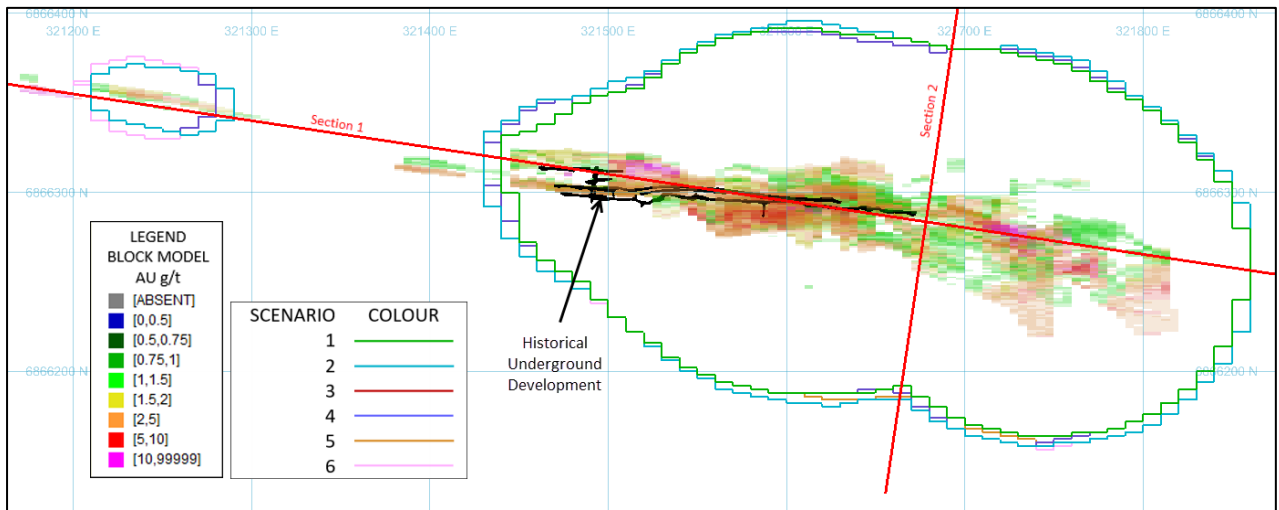 6866400 N
6866400 N
321200 E
321300 E
321400 E
321500 E
321600 E
321700 E
321800 E
Section 1
Section 2
6866300 N
6866300 N
6866200 N
6866200 N
LEGEND
BLOCK MODEL
AU g/t
[ABSENT]
[0,0.5]
[0.5,0.75]
[0.75,1]
[1,1.5]
[1.5,2]
[2,5]
[5,10]
[10,99999]
SCENARIO COLOUR
1
2
3
4
5
6
Historical
Underground
Development